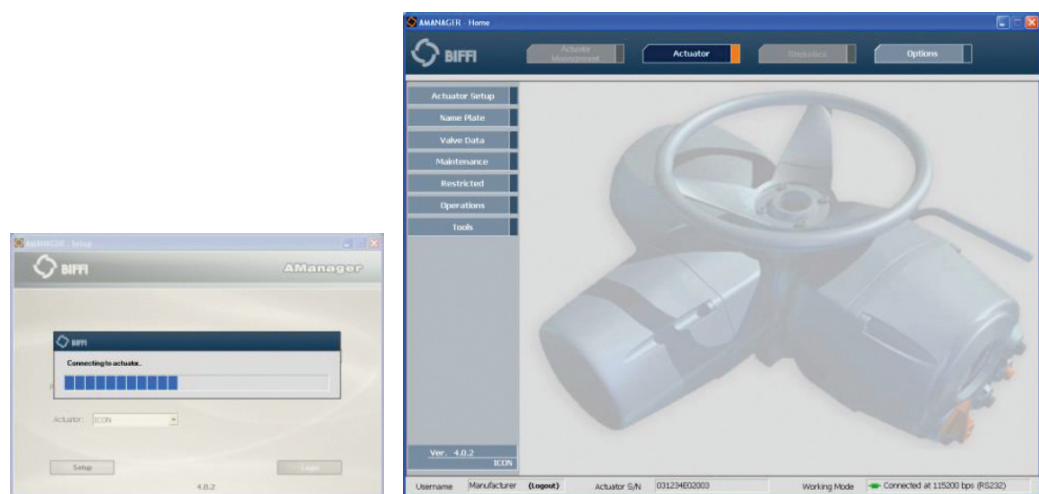 AMANAGER - Setup
BIFFI
AManager
BIFFI
Connecting to actuator..
Actuator:
ICON
Setup
Login
4.0.2
AMANAGER - Home
BIFFI
Actuator
Management
Actuator
Statistics
Options
Actuator Setup
Name Plate
Valve Data
Maintenance
Restricted
Operations
Tools
Ver. 4.0.2
ICON
Username Manufacturer (Logout) Actuator S/N 031234E02003 Working Mode Connected at 115200 bps (RS232)